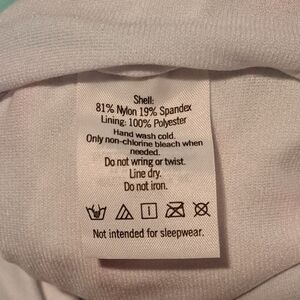 Shell:
81% Nylon 19% Spandex
Lining: 100% Polyester
Hand wash cold.
Only non-chlorine bleach when
needed.
Do not wring or twist.
Line dry.
Do not iron.
Not intended for sleepwear.